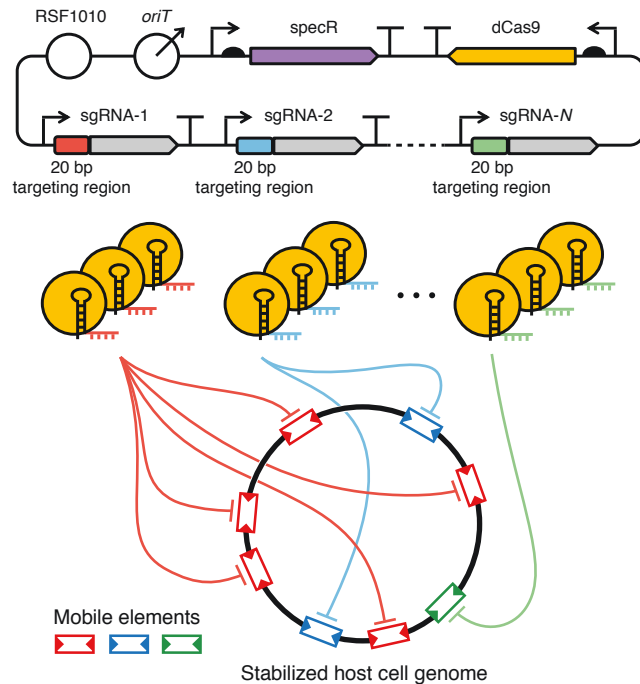 RSF1010 oriT specR dCas9
sgRNA-1 sgRNA-2 sgRNA-N
20 bp 20 bp 20 bp
targeting region targeting region targeting region
Mobile elements
Stabilized host cell genome